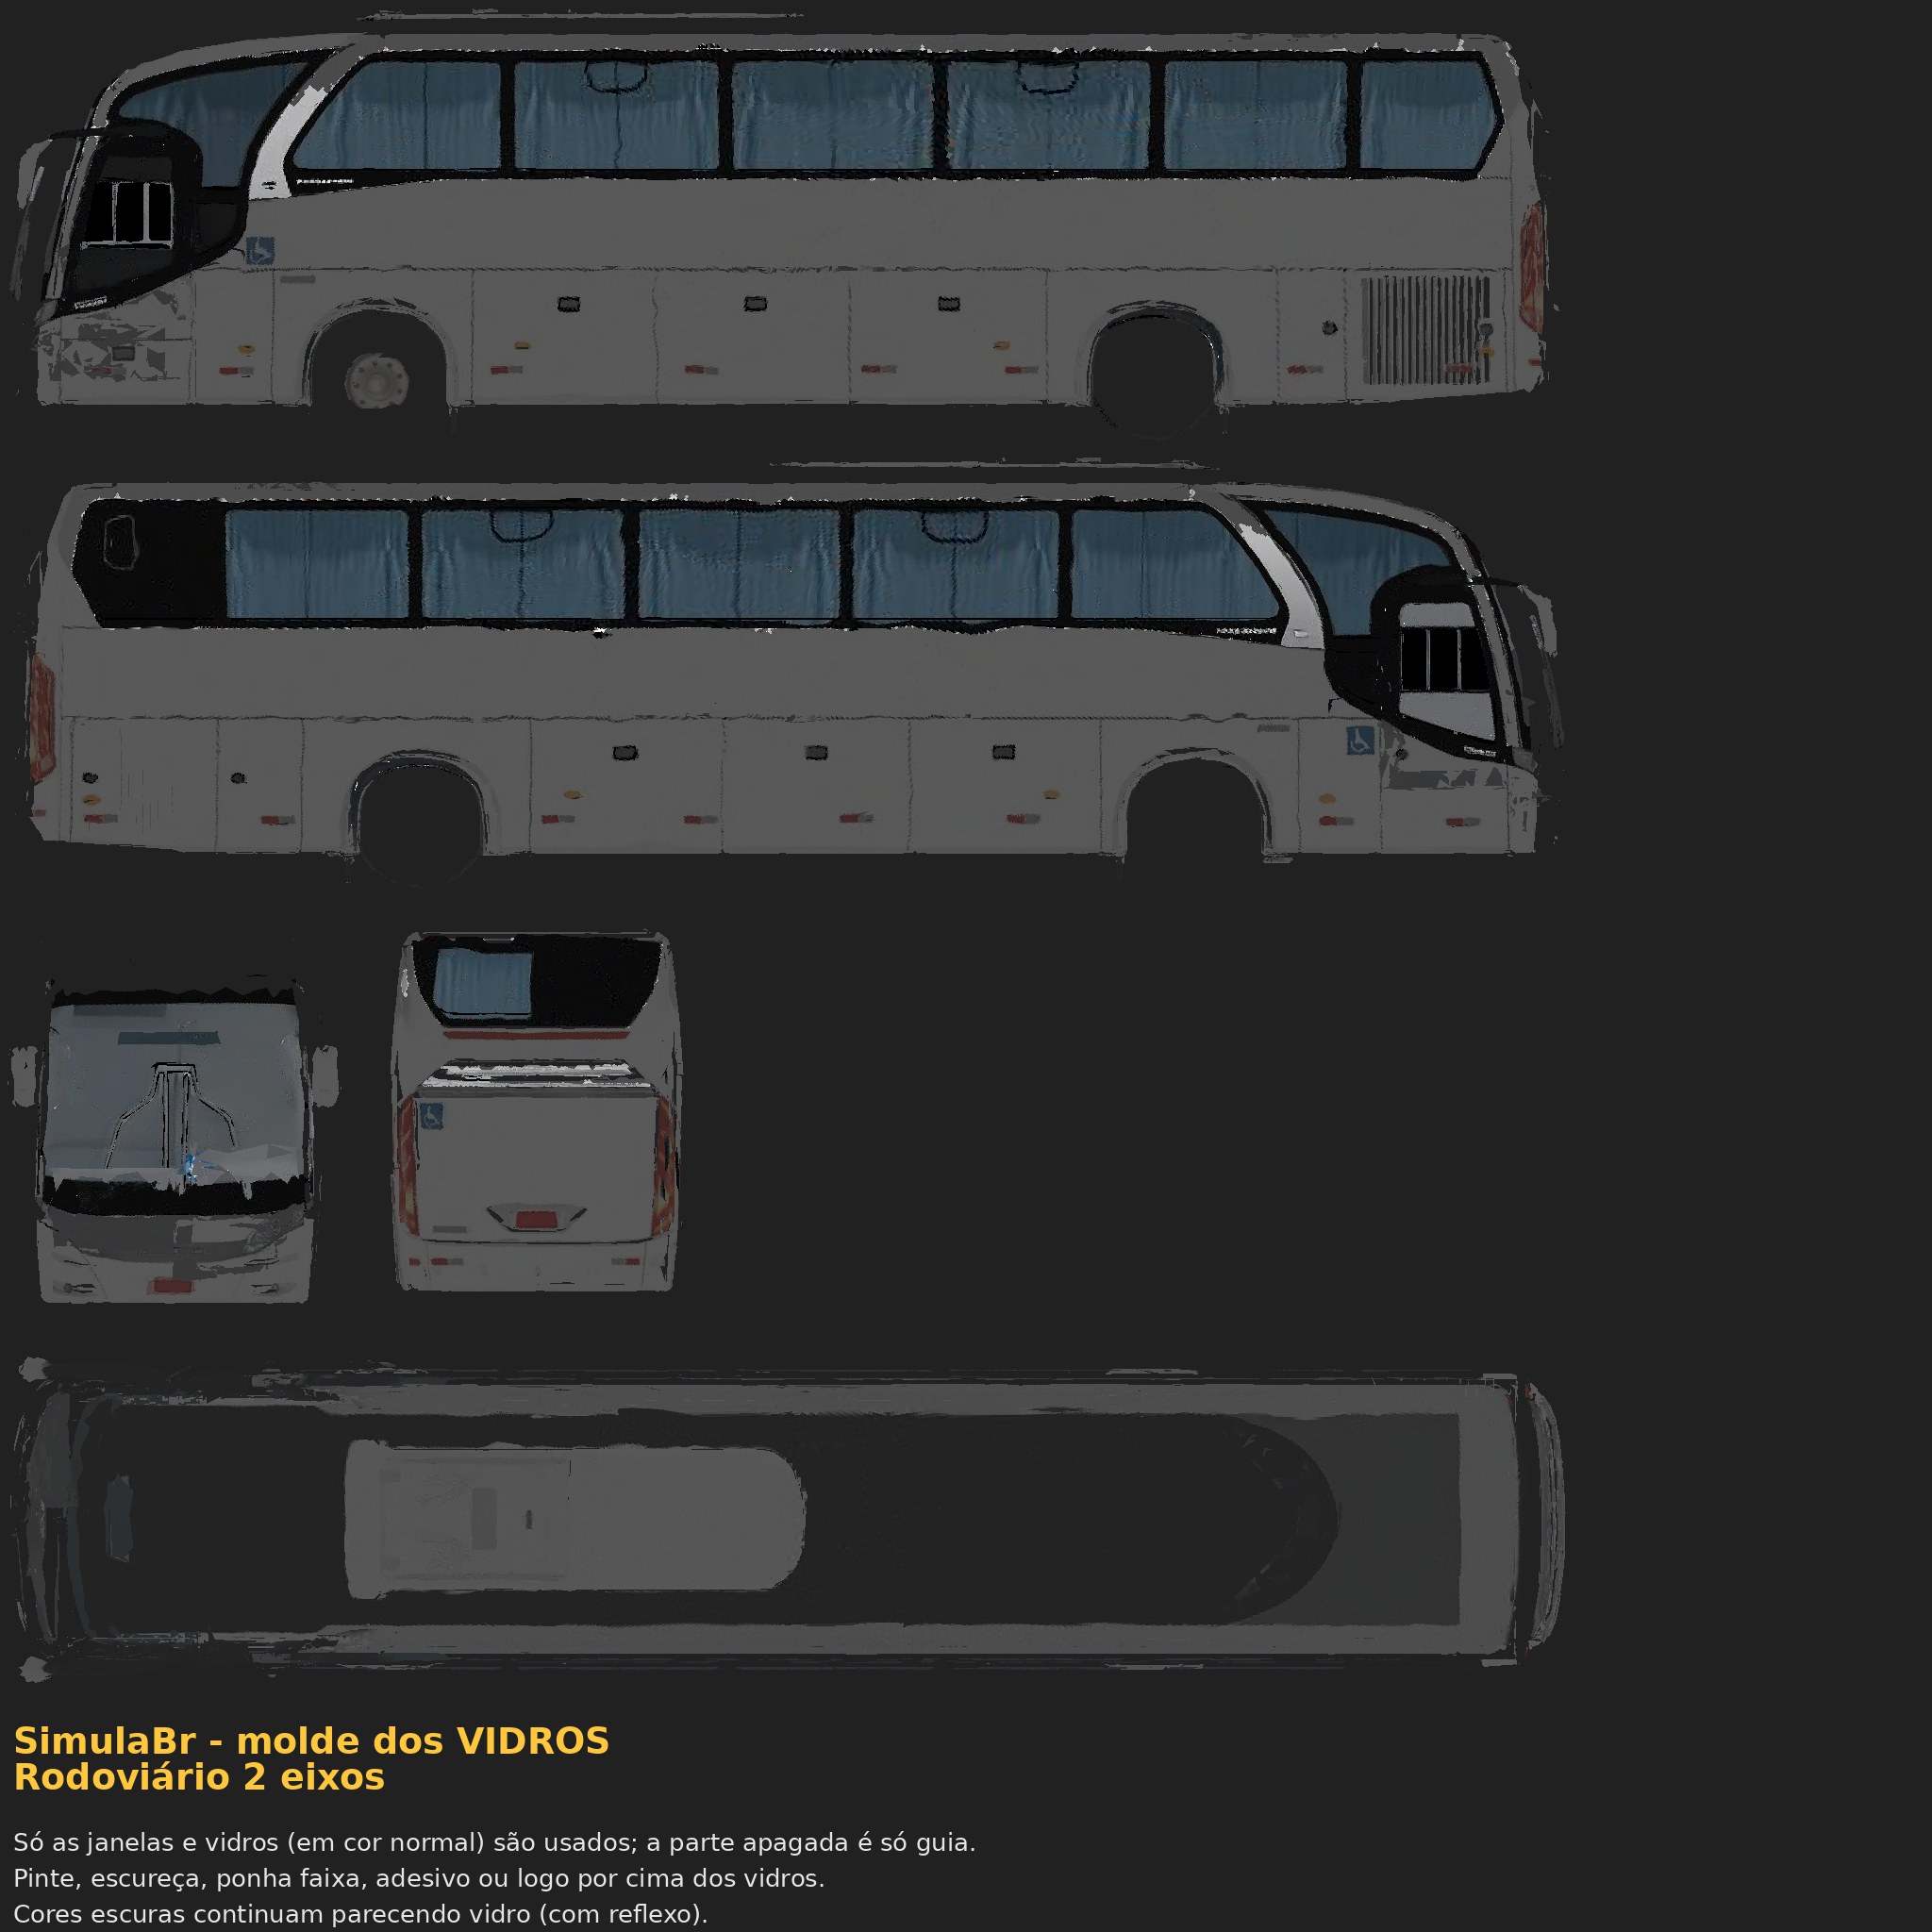 SimulaBr - molde dos VIDROS
Rodoviário 2 eixos
Só as janelas e vidros (em cor normal) são usados; a parte apagada é só guia.
Pinte, escureça, ponha faixa, adesivo ou logo por cima dos vidros.
Cores escuras continuam parecendo vidro (com reflexo).